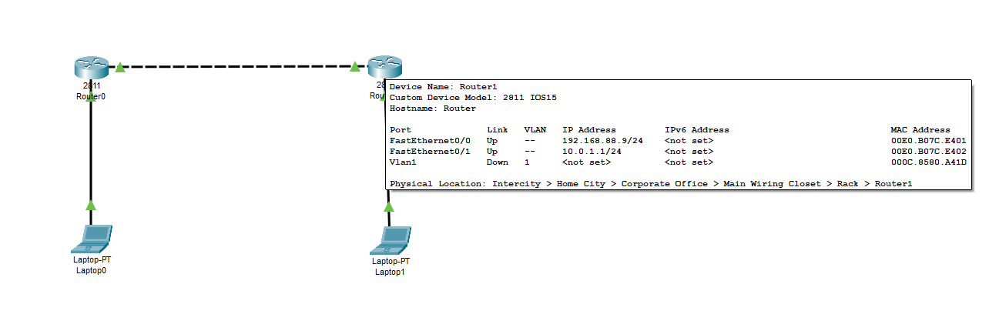 2811
Router0
28
Rou
Device Name: Router1
Custom Device Model: 2811 IOS15
Hostname: Router
Port Link VLAN IP Address IPv6 Address MAC Address
FastEthernet0/0 Up -- 192.168.88.9/24 <not set> 00E0.B07C.E401
FastEthernet0/1 Up -- 10.0.1.1/24 <not set> 00E0.B07C.E402
Vlan1 Down 1 <not set> <not set> 000C.8580.A41D
Physical Location: Intercity > Home City > Corporate Office > Main Wiring Closet > Rack > Router1
Laptop-PT
Laptop0
Laptop-PT
Laptop1